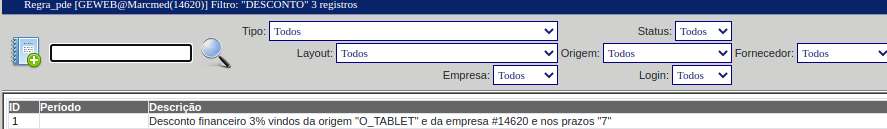 Regra_pde [GEWEB@Marcmed(14620)] Filtro: "DESCONTO" 3 registros
Tipo: Todos Status: Todos
Layout: Todos Origem: Todos Fornecedor: Todos
Empresa: Todos Login: Todos
ID Período Descrição
1 Desconto financeiro 3% vindos da origem "O_TABLET" e da empresa #14620 e nos prazos "7"